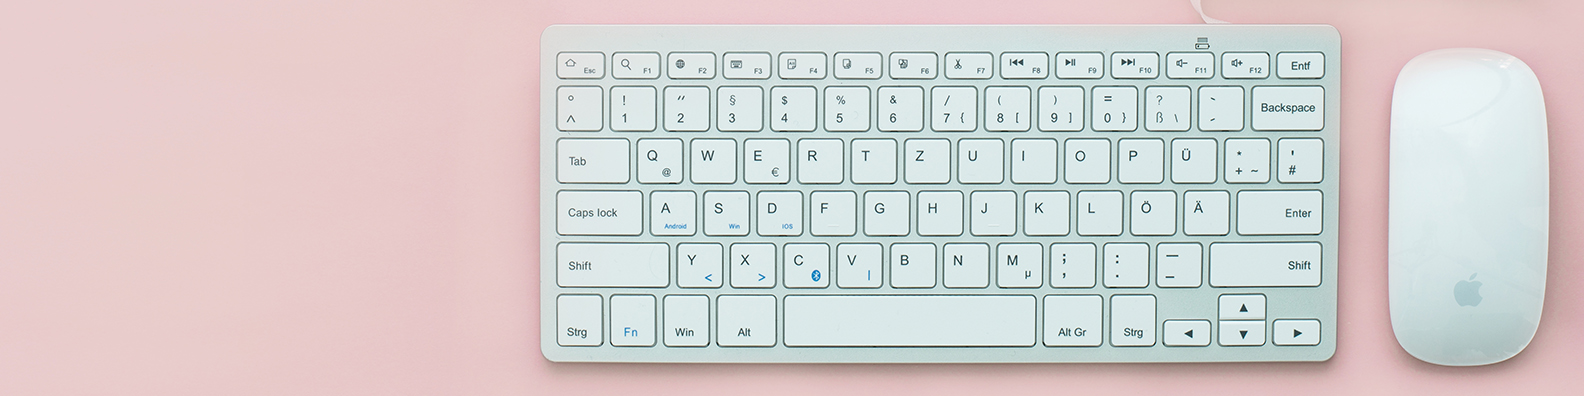 Esc F1 F2 F3 F4 F5 F6 F7 F8 F9 F10 F11 F12 Entf
° ! " § $ % & / ( ) = ? ` Backspace
^ 1 2 3 4 5 6 7 { 8 [ 9 ] 0 } ß \ ´
Tab Q W E R T Z U I O P Ü * '
@ € + ~ #
Caps lock A S D F G H J K L Ö Ä Enter
Android Win IOS
Shift Y X C V B N M ; : — Shift
< > | µ , . _
Strg Fn Win Alt Alt Gr Strg